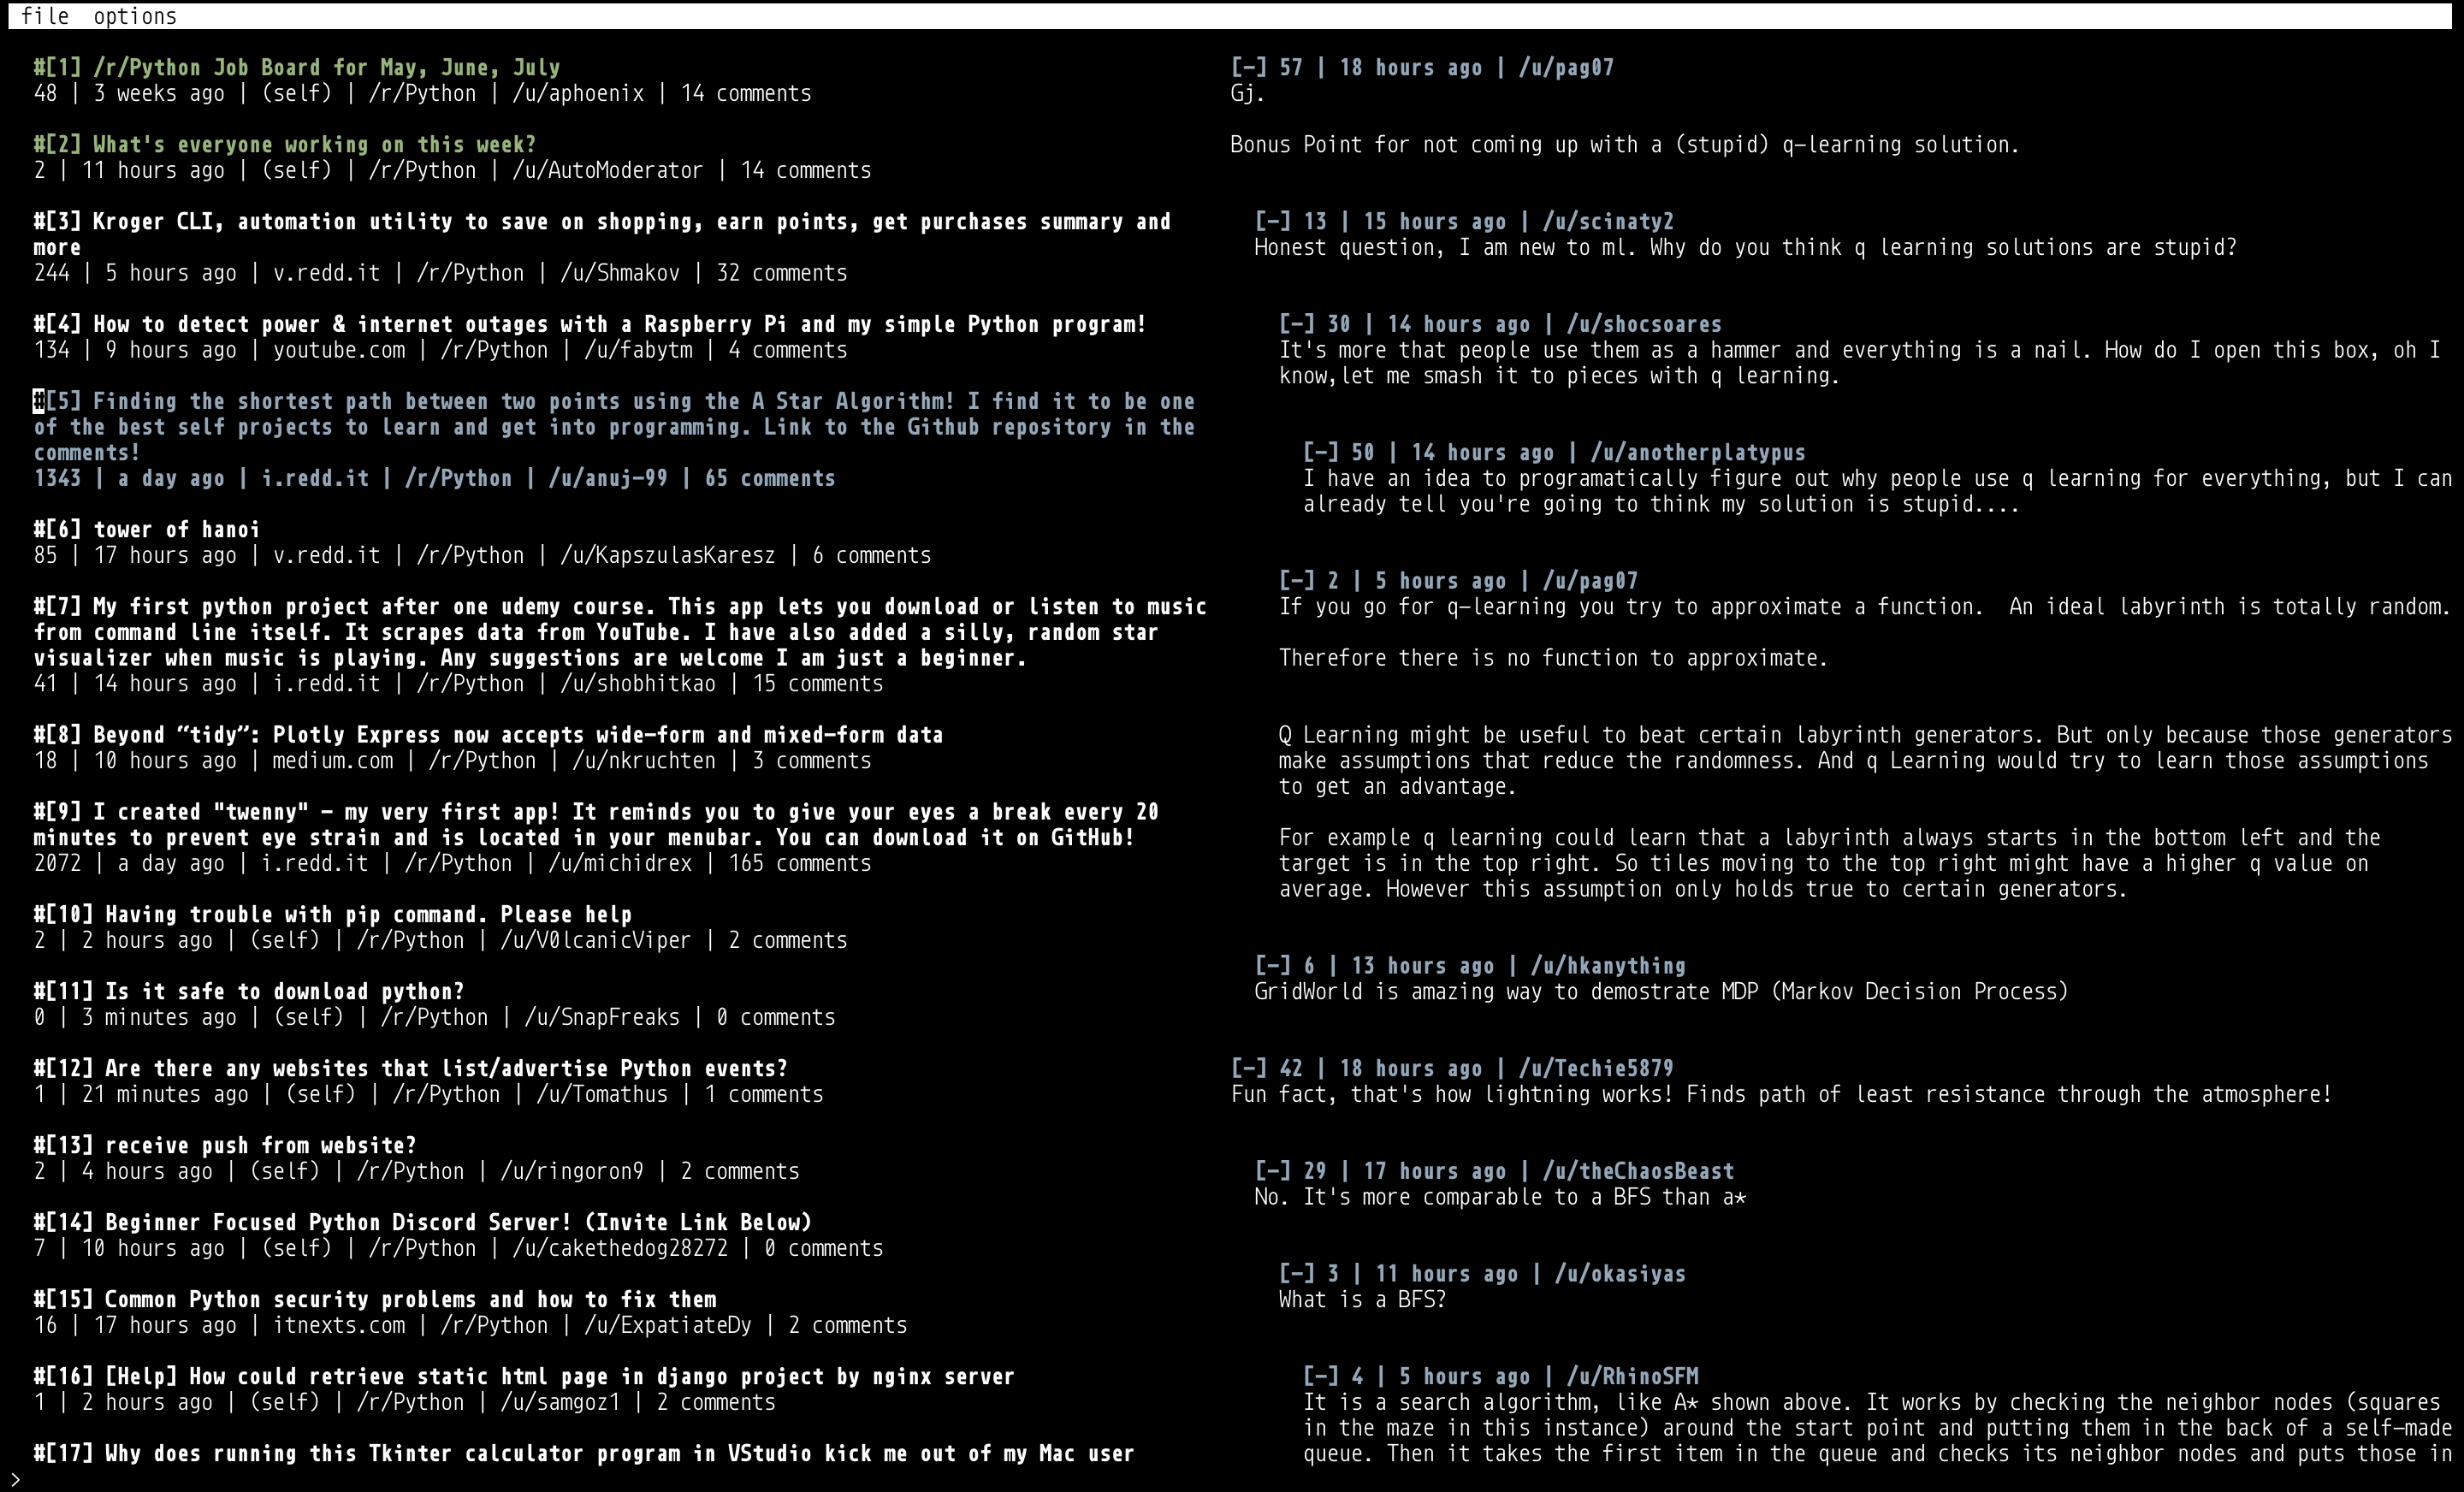 file  options
#[1] /r/Python Job Board for May, June, July
48 | 3 weeks ago | (self) | /r/Python | /u/aphoenix | 14 comments
#[2] What's everyone working on this week?
2 | 11 hours ago | (self) | /r/Python | /u/AutoModerator | 14 comments
#[3] Kroger CLI, automation utility to save on shopping, earn points, get purchases summary and
more
244 | 5 hours ago | v.redd.it | /r/Python | /u/Shmakov | 32 comments
#[4] How to detect power & internet outages with a Raspberry Pi and my simple Python program!
134 | 9 hours ago | youtube.com | /r/Python | /u/fabytm | 4 comments
#[5] Finding the shortest path between two points using the A Star Algorithm! I find it to be one
of the best self projects to learn and get into programming. Link to the Github repository in the
comments!
1343 | a day ago | i.redd.it | /r/Python | /u/anuj-99 | 65 comments
#[6] tower of hanoi
85 | 17 hours ago | v.redd.it | /r/Python | /u/KapszulasKaresz | 6 comments
#[7] My first python project after one udemy course. This app lets you download or listen to music
from command line itself. It scrapes data from YouTube. I have also added a silly, random star
visualizer when music is playing. Any suggestions are welcome I am just a beginner.
41 | 14 hours ago | i.redd.it | /r/Python | /u/shobhitkao | 15 comments
#[8] Beyond “tidy”: Plotly Express now accepts wide-form and mixed-form data
18 | 10 hours ago | medium.com | /r/Python | /u/nkruchten | 3 comments
#[9] I created "twenny" - my very first app! It reminds you to give your eyes a break every 20
minutes to prevent eye strain and is located in your menubar. You can download it on GitHub!
2072 | a day ago | i.redd.it | /r/Python | /u/michidrex | 165 comments
#[10] Having trouble with pip command. Please help
2 | 2 hours ago | (self) | /r/Python | /u/V0lcanicViper | 2 comments
#[11] Is it safe to download python?
0 | 3 minutes ago | (self) | /r/Python | /u/SnapFreaks | 0 comments
#[12] Are there any websites that list/advertise Python events?
1 | 21 minutes ago | (self) | /r/Python | /u/Tomathus | 1 comments
#[13] receive push from website?
2 | 4 hours ago | (self) | /r/Python | /u/ringoron9 | 2 comments
#[14] Beginner Focused Python Discord Server! (Invite Link Below)
7 | 10 hours ago | (self) | /r/Python | /u/cakethedog28272 | 0 comments
#[15] Common Python security problems and how to fix them
16 | 17 hours ago | itnexts.com | /r/Python | /u/ExpatiateDy | 2 comments
#[16] [Help] How could retrieve static html page in django project by nginx server
1 | 2 hours ago | (self) | /r/Python | /u/samgoz1 | 2 comments
#[17] Why does running this Tkinter calculator program in VStudio kick me out of my Mac user
[-] 57 | 18 hours ago | /u/pag07
Gj.
Bonus Point for not coming up with a (stupid) q-learning solution.
[-] 13 | 15 hours ago | /u/scinaty2
Honest question, I am new to ml. Why do you think q learning solutions are stupid?
[-] 30 | 14 hours ago | /u/shocsoares
It's more that people use them as a hammer and everything is a nail. How do I open this box, oh I
know,let me smash it to pieces with q learning.
[-] 50 | 14 hours ago | /u/anotherplatypus
I have an idea to programatically figure out why people use q learning for everything, but I can
already tell you're going to think my solution is stupid....
[-] 2 | 5 hours ago | /u/pag07
If you go for q-learning you try to approximate a function.  An ideal labyrinth is totally random.
Therefore there is no function to approximate.
Q Learning might be useful to beat certain labyrinth generators. But only because those generators
make assumptions that reduce the randomness. And q Learning would try to learn those assumptions
to get an advantage.
For example q learning could learn that a labyrinth always starts in the bottom left and the
target is in the top right. So tiles moving to the top right might have a higher q value on
average. However this assumption only holds true to certain generators.
[-] 6 | 13 hours ago | /u/hkanything
GridWorld is amazing way to demostrate MDP (Markov Decision Process)
[-] 42 | 18 hours ago | /u/Techie5879
Fun fact, that's how lightning works! Finds path of least resistance through the atmosphere!
[-] 29 | 17 hours ago | /u/theChaosBeast
No. It's more comparable to a BFS than a*
[-] 3 | 11 hours ago | /u/okasiyas
What is a BFS?
[-] 4 | 5 hours ago | /u/RhinoSFM
It is a search algorithm, like A* shown above. It works by checking the neighbor nodes (squares
in the maze in this instance) around the start point and putting them in the back of a self-made
queue. Then it takes the first item in the queue and checks its neighbor nodes and puts those in
>